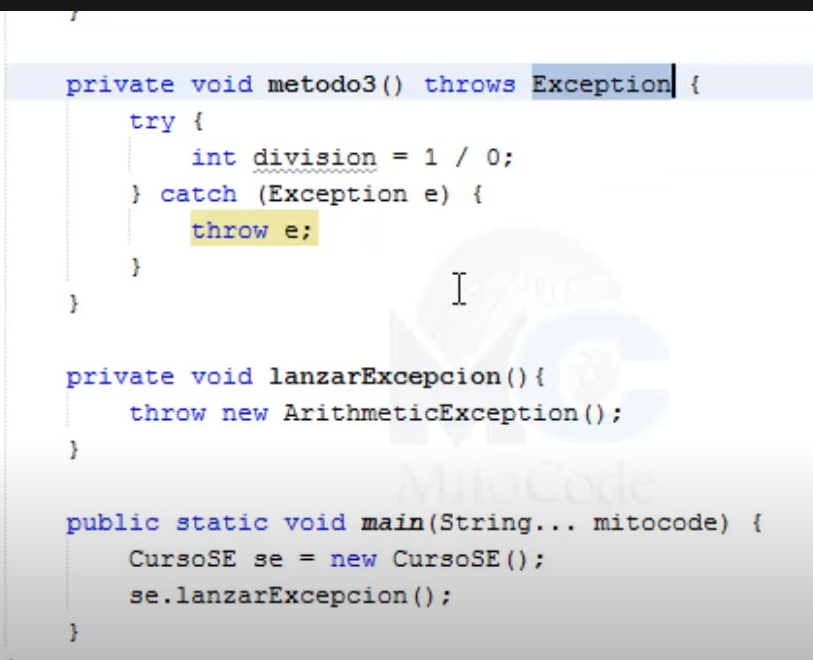 }
private void metodo3() throws Exception {
try {
int division = 1 / 0;
} catch (Exception e) {
throw e;
}
}
private void lanzarExcepcion(){
throw new ArithmeticException();
}
MitoCode
public static void main(String... mitocode) {
CursoSE se = new CursoSE();
se.lanzarExcepcion();
}